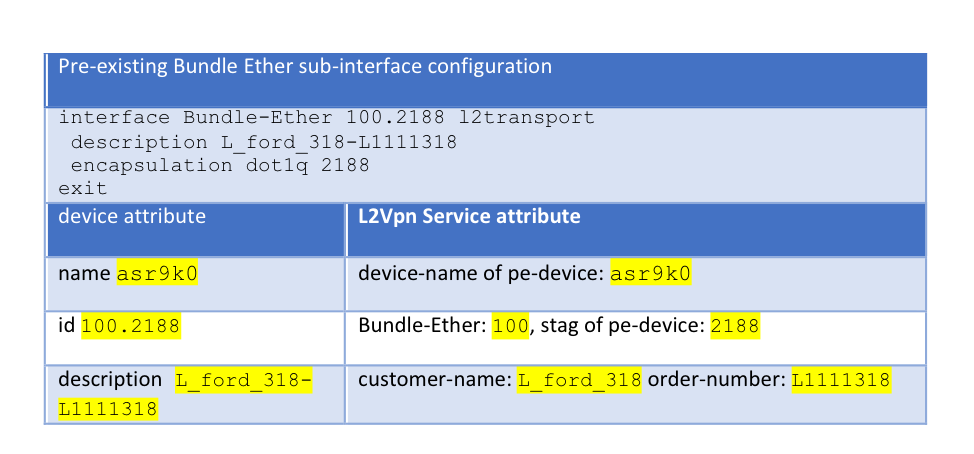 Pre-existing Bundle Ether sub-interface configuration
interface Bundle-Ether 100.2188 l2transport
description L_ford_318-L1111318
encapsulation dot1q 2188
exit
device attribute
L2Vpn Service attribute
name asr9k0
device-name of pe-device: asr9k0
id 100.2188
Bundle-Ether: 100, stag of pe-device: 2188
description L_ford_318-
L1111318
customer-name: L_ford_318 order-number: L1111318